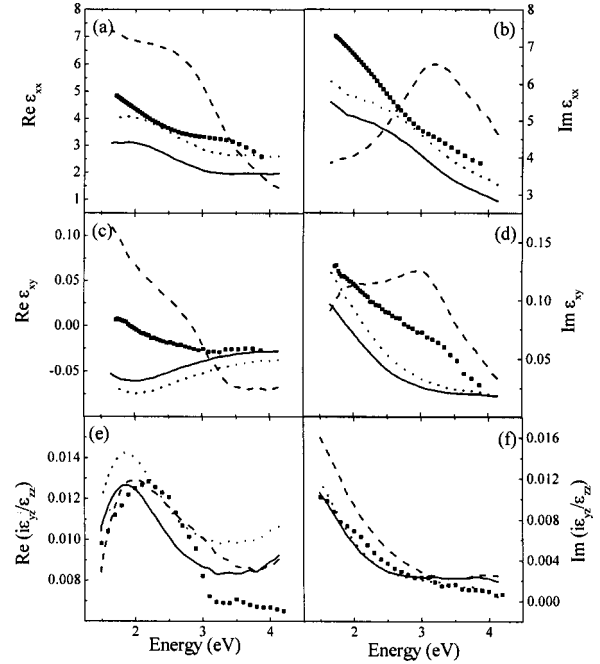 (a)
8
7
6
5
4
3
2
1
Re ε_xx
(b)
8
7
6
5
4
3
Im ε_xx
(c)
0.10
0.05
0.00
-0.05
Re ε_xy
(d)
0.15
0.10
0.05
Im ε_xy
(e)
0.014
0.012
0.010
0.008
Re (iε_yz/ε_zz)
2 3 4
Energy (eV)
(f)
0.016
0.012
0.008
0.004
0.000
Im (iε_yz/ε_zz)
2 3 4
Energy (eV)